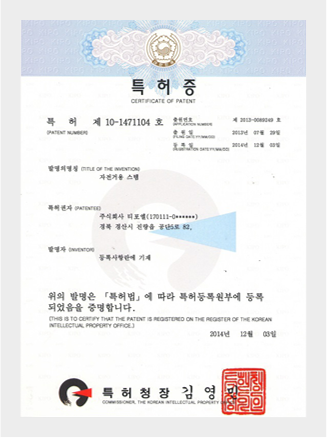 특허증
CERTIFICATE OF PATENT
특 허 제 10-1471104 호
(PATENT NUMBER)
출원번호 제 2013-0089249 호
(APPLICATION NUMBER)
출 원 일 2013년 07월 29일
(FILING DATE:YY/MM/DD)
등 록 일 2014년 12월 03일
(REGISTRATION DATE:YY/MM/DD)
발명의명칭 (TITLE OF THE INVENTION)
자전거용 스템
특허권자 (PATENTEE)
주식회사 티포엘(170111-0******)
경북 경산시 진량읍 공단5로 82,
발명자 (INVENTOR)
등록사항란에 기재
위의 발명은 「특허법」에 따라 특허등록원부에 등록
되었음을 증명합니다.
(THIS IS TO CERTIFY THAT THE PATENT IS REGISTERED ON THE REGISTER OF THE KOREAN
INTELLECTUAL PROPERTY OFFICE.)
2014년 12월 03일
특허청장 김영민
COMMISSIONER, THE KOREAN INTELLECTUAL PROPERTY